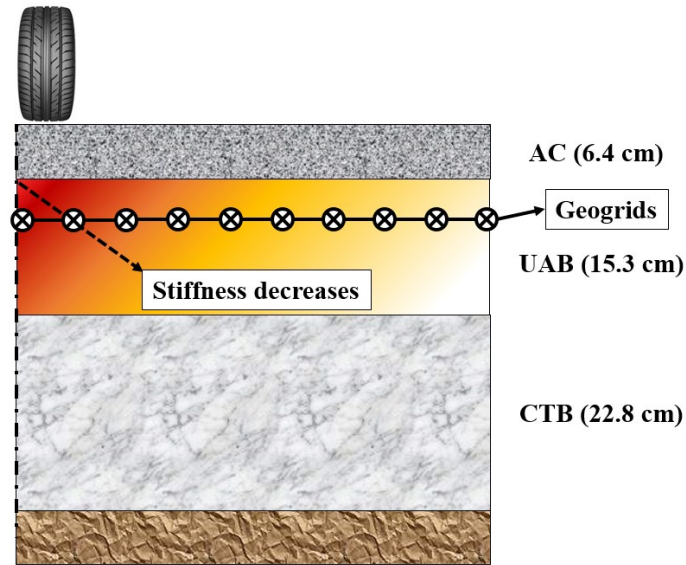 AC (6.4 cm)
Geogrids
UAB (15.3 cm)
Stiffness decreases
CTB (22.8 cm)